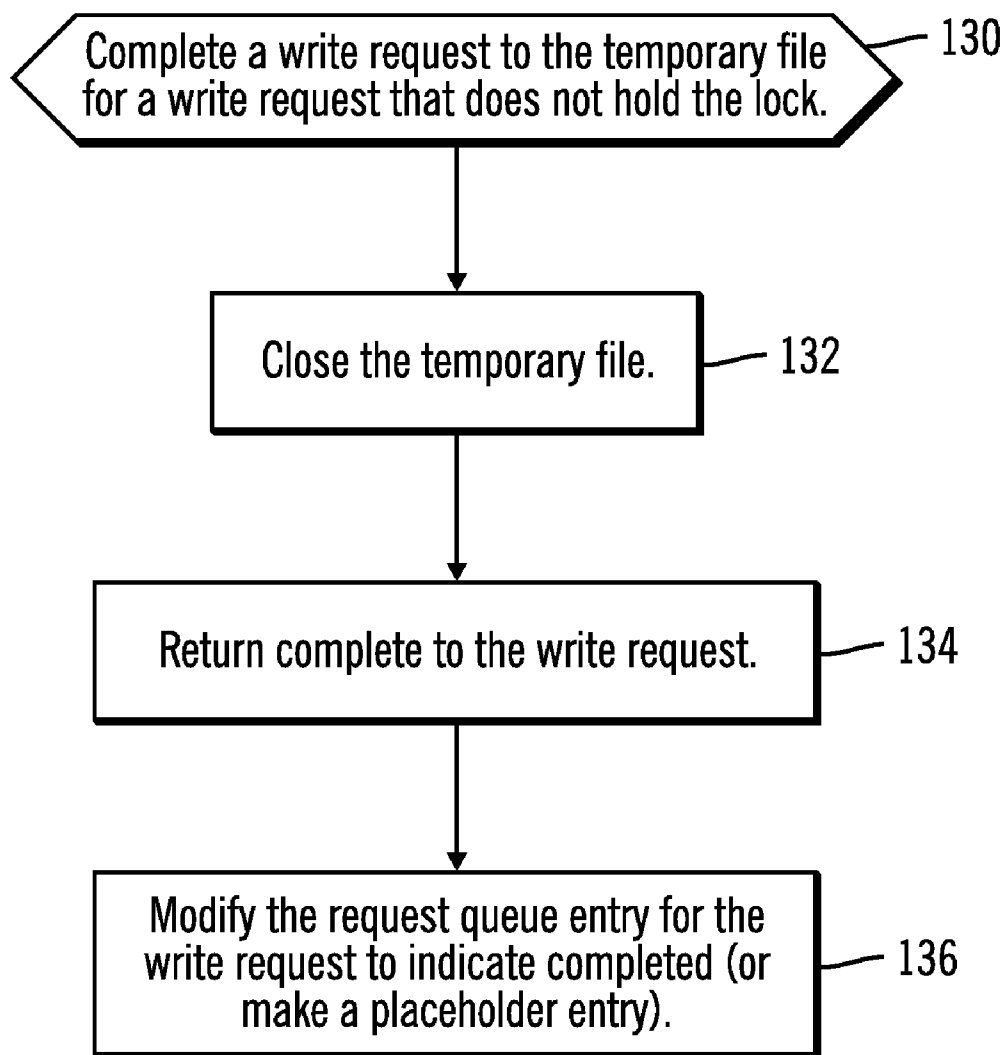 Complete a write request to the temporary file
for a write request that does not hold the lock.
130
Close the temporary file.
132
Return complete to the write request.
134
Modify the request queue entry for the
write request to indicate completed (or
make a placeholder entry).
136